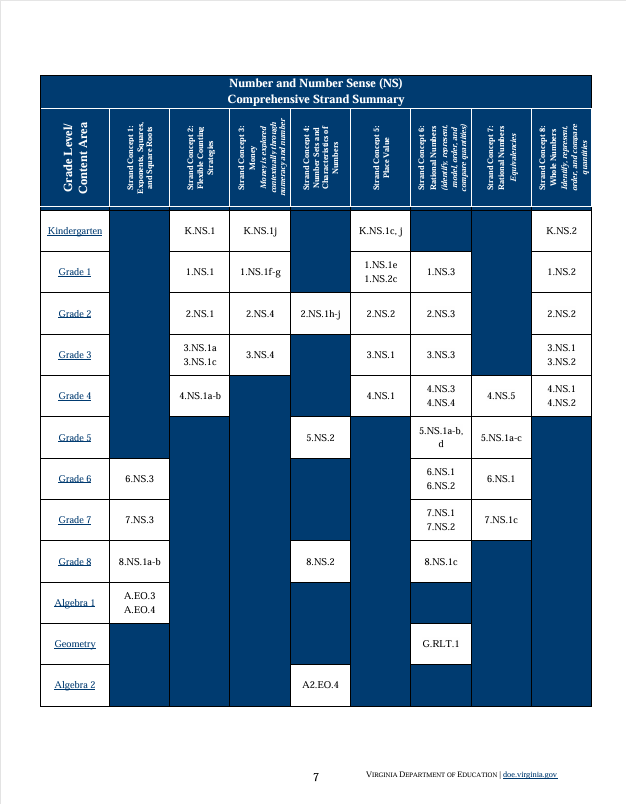 Number and Number Sense (NS)
Comprehensive Strand Summary
Grade Level/
Content Area
Strand Concept 1:
Exponents, Squares,
and Square Roots
Strand Concept 2:
Flexible Counting
Strategies
Strand Concept 3:
Money
Money is explored
contextually through
numeracy and number
Strand Concept 4:
Number Sets and
Characteristics of
Numbers
Strand Concept 5:
Place Value
Strand Concept 6:
Rational Numbers
(identify, represent,
model, order, and
compare quantities)
Strand Concept 7:
Rational Numbers
Equivalencies
Strand Concept 8:
Whole Numbers
Identify, represent,
order, and compare
quantities
Kindergarten
K.NS.1
K.NS.1j
K.NS.1c, j
K.NS.2
Grade 1
1.NS.1
1.NS.1f-g
1.NS.1e
1.NS.2c
1.NS.3
1.NS.2
Grade 2
2.NS.1
2.NS.4
2.NS.1h-j
2.NS.2
2.NS.3
2.NS.2
Grade 3
3.NS.1a
3.NS.1c
3.NS.4
3.NS.1
3.NS.3
3.NS.1
3.NS.2
Grade 4
4.NS.1a-b
4.NS.1
4.NS.3
4.NS.4
4.NS.5
4.NS.1
4.NS.2
Grade 5
5.NS.2
5.NS.1a-b,
d
5.NS.1a-c
Grade 6
6.NS.3
6.NS.1
6.NS.2
6.NS.1
Grade 7
7.NS.3
7.NS.1
7.NS.2
7.NS.1c
Grade 8
8.NS.1a-b
8.NS.2
8.NS.1c
Algebra 1
A.EO.3
A.EO.4
Geometry
G.RLT.1
Algebra 2
A2.EO.4
7
VIRGINIA DEPARTMENT OF EDUCATION | doe.virginia.gov